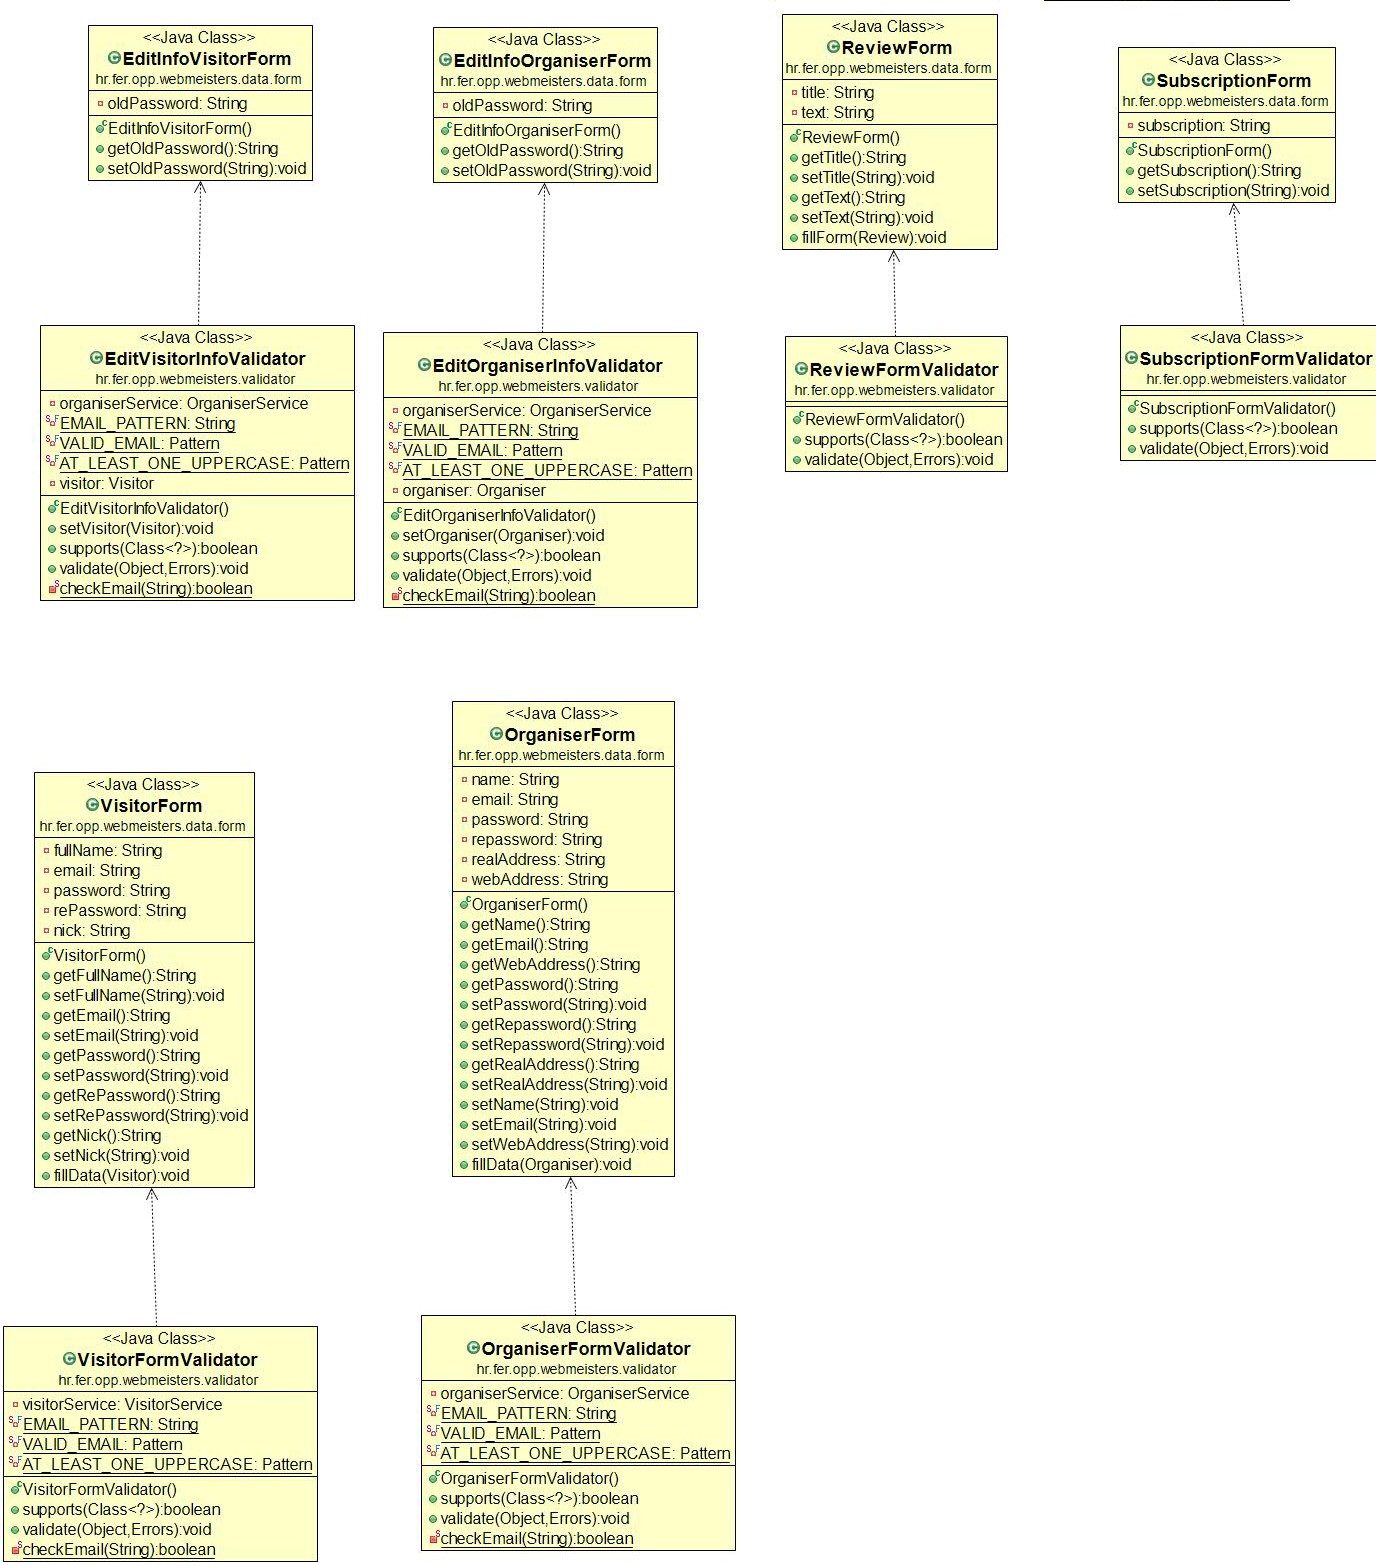 <<Java Class>>
EditInfoVisitorForm
hr.fer.opp.webmeisters.data.form
oldPassword: String
EditInfoVisitorForm()
getOldPassword():String
setOldPassword(String):void
<<Java Class>>
EditInfoOrganiserForm
hr.fer.opp.webmeisters.data.form
oldPassword: String
EditInfoOrganiserForm()
getOldPassword():String
setOldPassword(String):void
<<Java Class>>
ReviewForm
hr.fer.opp.webmeisters.data.form
title: String
text: String
ReviewForm()
getTitle():String
setTitle(String):void
getText():String
setText(String):void
fillForm(Review):void
<<Java Class>>
SubscriptionForm
hr.fer.opp.webmeisters.data.form
subscription: String
SubscriptionForm()
getSubscription():String
setSubscription(String):void
<<Java Class>>
EditVisitorInfoValidator
hr.fer.opp.webmeisters.validator
organiserService: OrganiserService
EMAIL_PATTERN: String
VALID_EMAIL: Pattern
AT_LEAST_ONE_UPPERCASE: Pattern
visitor: Visitor
EditVisitorInfoValidator()
setVisitor(Visitor):void
supports(Class<?>):boolean
validate(Object,Errors):void
checkEmail(String):boolean
<<Java Class>>
EditOrganiserInfoValidator
hr.fer.opp.webmeisters.validator
organiserService: OrganiserService
EMAIL_PATTERN: String
VALID_EMAIL: Pattern
AT_LEAST_ONE_UPPERCASE: Pattern
organiser: Organiser
EditOrganiserInfoValidator()
setOrganiser(Organiser):void
supports(Class<?>):boolean
validate(Object,Errors):void
checkEmail(String):boolean
<<Java Class>>
ReviewFormValidator
hr.fer.opp.webmeisters.validator
ReviewFormValidator()
supports(Class<?>):boolean
validate(Object,Errors):void
<<Java Class>>
SubscriptionFormValidator
hr.fer.opp.webmeisters.validator
SubscriptionFormValidator()
supports(Class<?>):boolean
validate(Object,Errors):void
<<Java Class>>
VisitorForm
hr.fer.opp.webmeisters.data.form
fullName: String
email: String
password: String
rePassword: String
nick: String
VisitorForm()
getFullName():String
setFullName(String):void
getEmail():String
setEmail(String):void
getPassword():String
setPassword(String):void
getRePassword():String
setRePassword(String):void
getNick():String
setNick(String):void
fillData(Visitor):void
<<Java Class>>
OrganiserForm
hr.fer.opp.webmeisters.data.form
name: String
email: String
password: String
repassword: String
realAddress: String
webAddress: String
OrganiserForm()
getName():String
getEmail():String
getWebAddress():String
getPassword():String
setPassword(String):void
getRepassword():String
setRepassword(String):void
getRealAddress():String
setRealAddress(String):void
setName(String):void
setEmail(String):void
setWebAddress(String):void
fillData(Organiser):void
<<Java Class>>
VisitorFormValidator
hr.fer.opp.webmeisters.validator
visitorService: VisitorService
EMAIL_PATTERN: String
VALID_EMAIL: Pattern
AT_LEAST_ONE_UPPERCASE: Pattern
VisitorFormValidator()
supports(Class<?>):boolean
validate(Object,Errors):void
checkEmail(String):boolean
<<Java Class>>
OrganiserFormValidator
hr.fer.opp.webmeisters.validator
organiserService: OrganiserService
EMAIL_PATTERN: String
VALID_EMAIL: Pattern
AT_LEAST_ONE_UPPERCASE: Pattern
OrganiserFormValidator()
supports(Class<?>):boolean
validate(Object,Errors):void
checkEmail(String):boolean